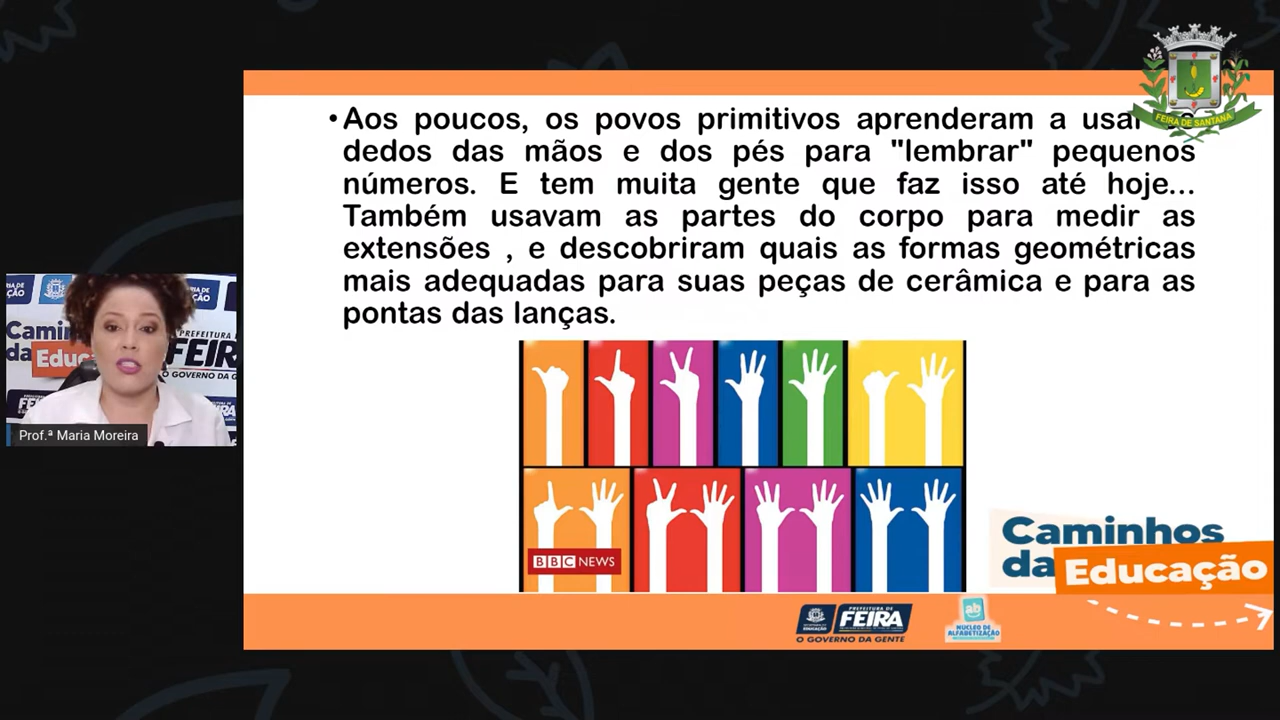 FEIRA DE SANTANA
•Aos poucos, os povos primitivos aprenderam a usar
dedos das mãos e dos pés para "lembrar" pequenos
números. E tem muita gente que faz isso até hoje...
Também usavam as partes do corpo para medir as
extensões , e descobriram quais as formas geométricas
mais adequadas para suas peças de cerâmica e para as
pontas das lanças.
Prof.ª Maria Moreira
BBC NEWS
Caminhos
da Educação
PREFEITURA DE
FEIRA
O GOVERNO DA GENTE
ab
NÚCLEO DE
ALFABETIZAÇÃO